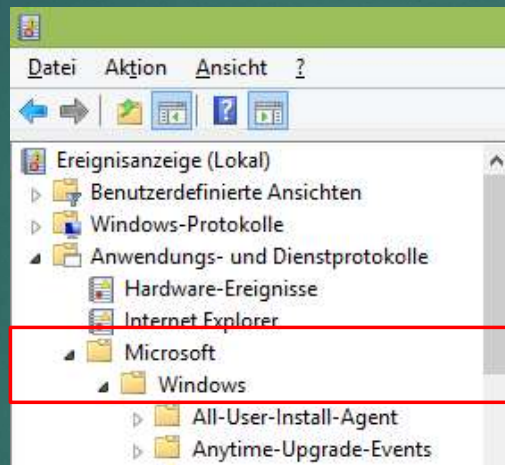 Datei Aktion Ansicht ?
Ereignisanzeige (Lokal)
Benutzerdefinierte Ansichten
Windows-Protokolle
Anwendungs- und Dienstprotokolle
Hardware-Ereignisse
Internet Explorer
Microsoft
Windows
All-User-Install-Agent
Anytime-Upgrade-Events